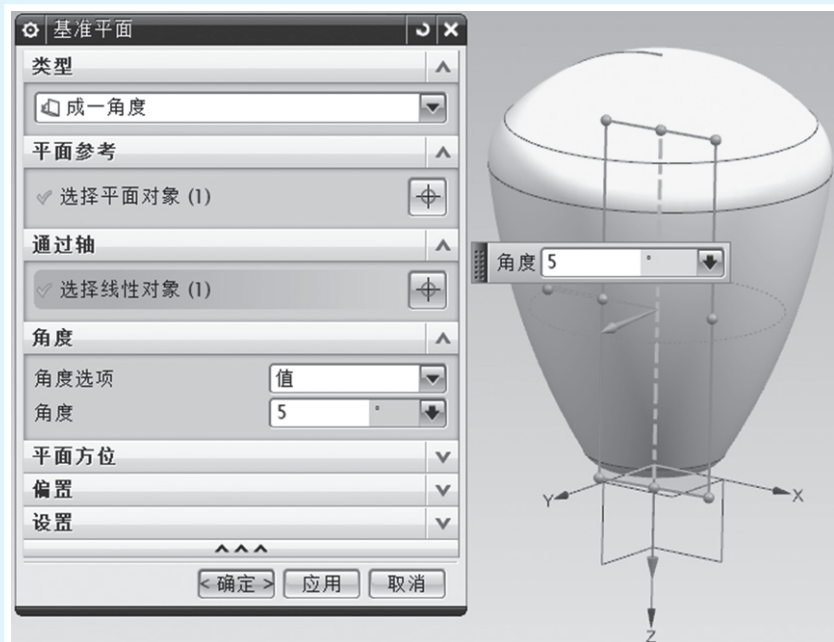 基准平面
类型
成一角度
平面参考
选择平面对象 (1)
通过轴
选择线性对象 (1)
角度
角度选项 值
角度 5 °
平面方位
偏置
设置
< 确定 > 应用 取消
角度 5 °
X
Y
Z